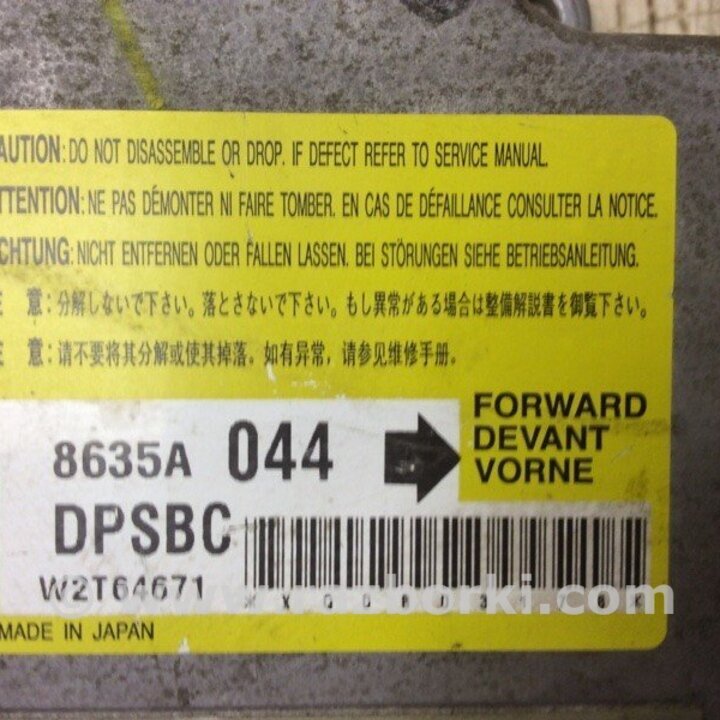 AUTION: DO NOT DISASSEMBLE OR DROP. IF DEFECT REFER TO SERVICE MANUAL.
TTENTION: NE PAS DÉMONTER NI FAIRE TOMBER. EN CAS DE DÉFAILLANCE CONSULTER LA NOTICE.
CHTUNG: NICHT ENTFERNEN ODER FALLEN LASSEN. BEI STÖRUNGEN SIEHE BETRIEBSANLEITUNG.
意:分解しないで下さい。落とさないで下さい。もし異常がある場合は整備解説書を御覧下さい。
意:请不要将其分解或使其掉落。如有异常,请参见维修手册。
8635A 044
FORWARD
DEVANT
VORNE
DPSBC
W2T64671
MADE IN JAPAN